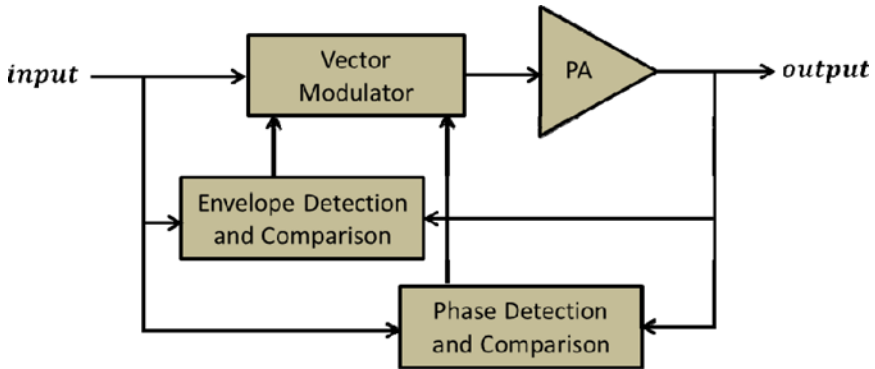 input
Vector
Modulator
PA
output
Envelope Detection
and Comparison
Phase Detection
and Comparison